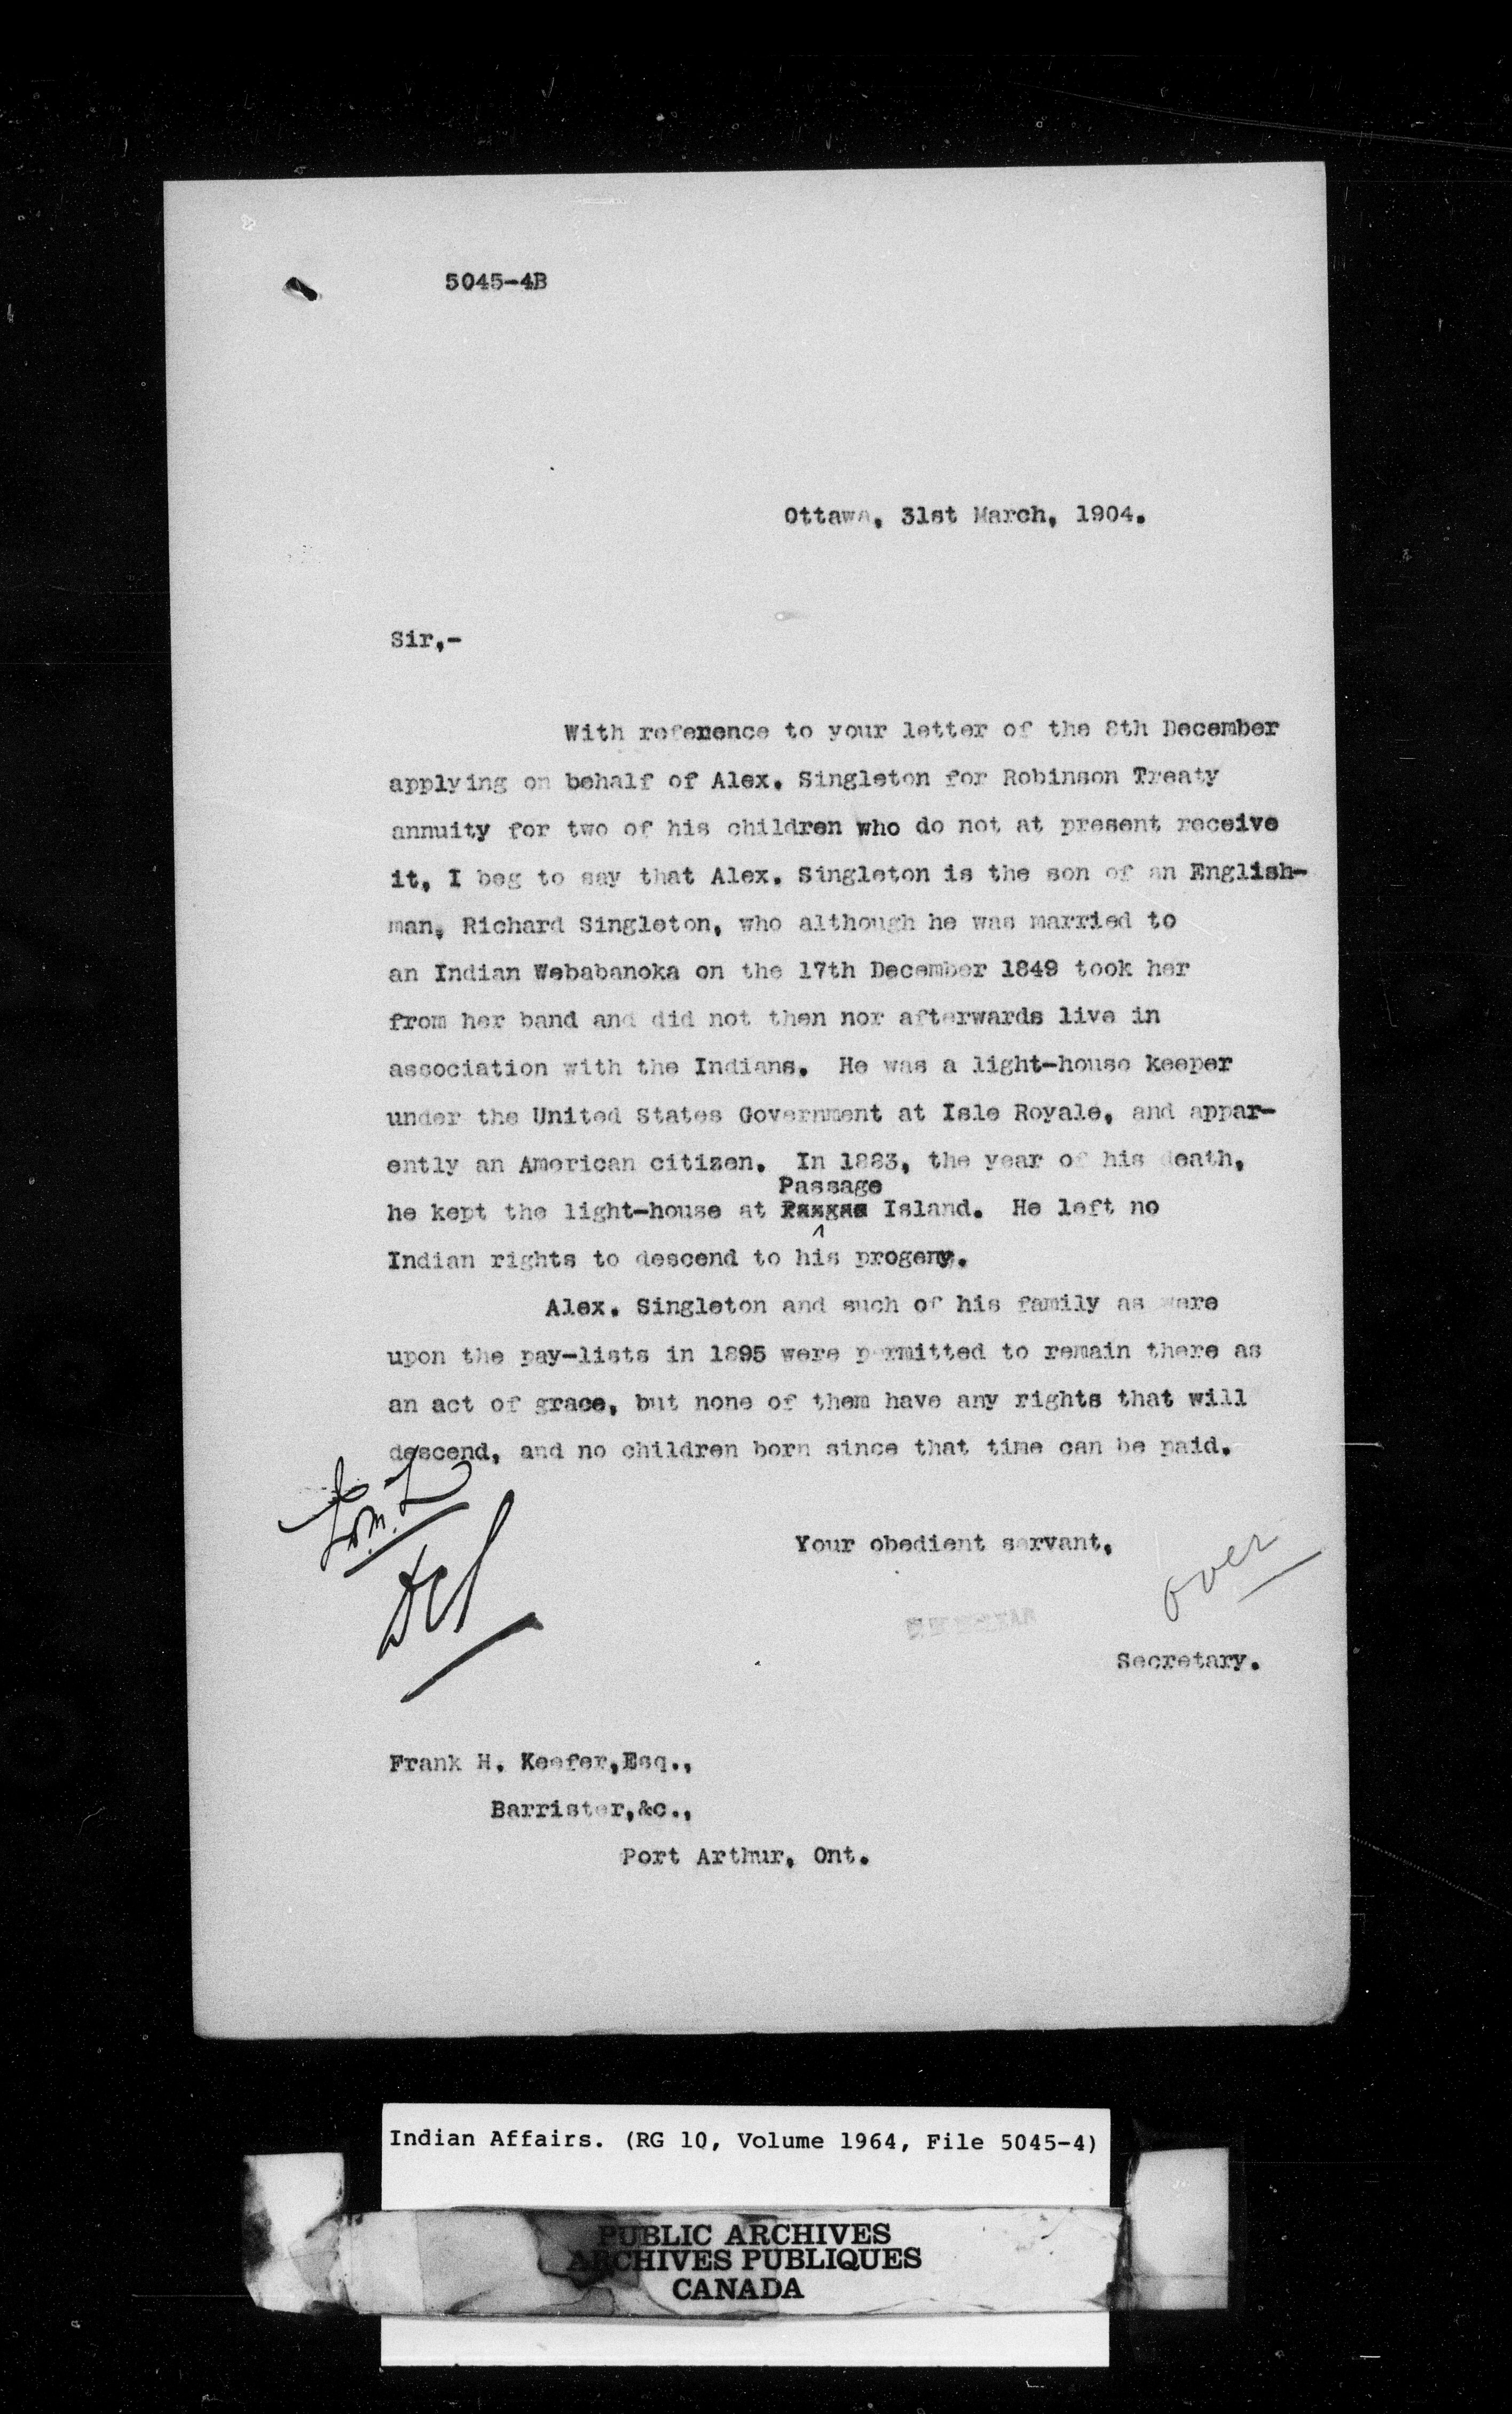 5045-4B
Ottawa, 31st March, 1904.
Sir,-
With reference to your letter of the 8th December
applying on behalf of Alex. Singleton for Robinson Treaty
annuity for two of his children who do not at present receive
it, I beg to say that Alex. Singleton is the son of an English-
man, Richard Singleton, who although he was married to
an Indian Webabanoka on the 17th December 1849 took her
from her band and did not then nor afterwards live in
association with the Indians. He was a light-house keeper
under the United States Government at Isle Royale, and appar-
ently an American citizen. In 1883, the year of his death,
Passage
he kept the light-house at Island. He left no
Indian rights to descend to his progeny.
Alex. Singleton and such of his family as were
upon the pay-lists in 1895 were permitted to remain there as
an act of grace, but none of them have any rights that will
descend, and no children born since that time can be paid.
Your obedient servant,
over
Secretary.
Frank H. Keefer,Esq.,
Barrister,&c.,
Port Arthur, Ont.
Indian Affairs. (RG 10, Volume 1964, File 5045-4)
PUBLIC ARCHIVES
ARCHIVES PUBLIQUES
CANADA